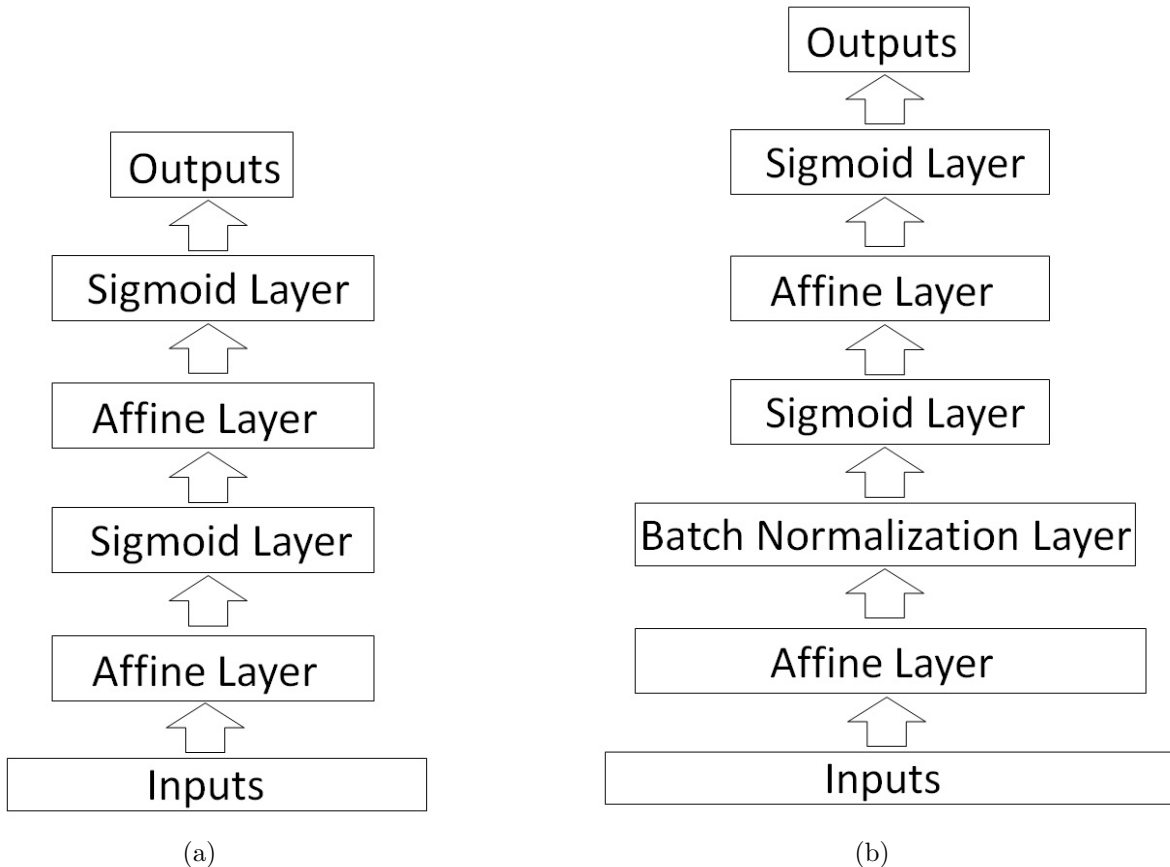 Outputs
Sigmoid Layer
Affine Layer
Sigmoid Layer
Affine Layer
Inputs
(a)
Outputs
Sigmoid Layer
Affine Layer
Sigmoid Layer
Batch Normalization Layer
Affine Layer
Inputs
(b)